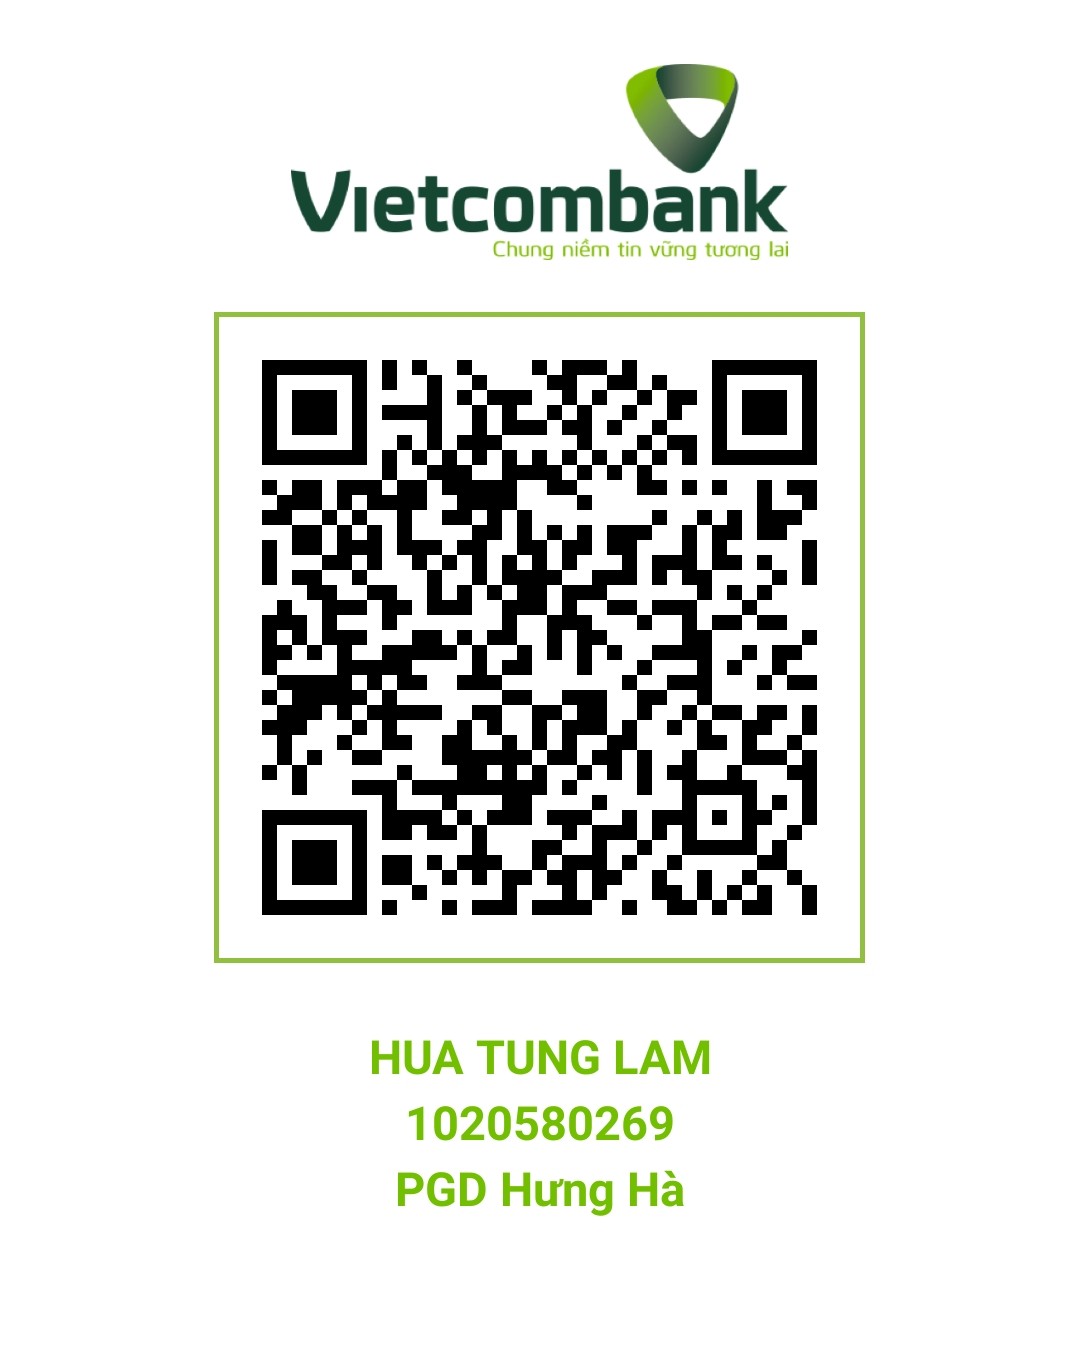 Vietcombank
Chung niềm tin vững tương lai
HUA TUNG LAM
1020580269
PGD Hưng Hà